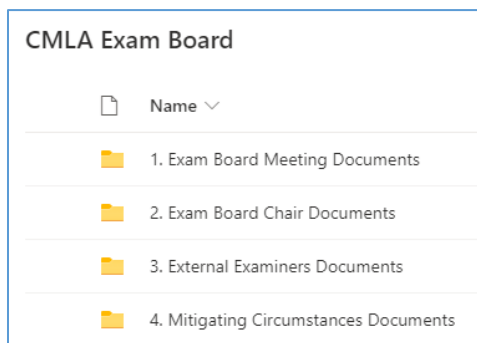 CMLA Exam Board
Name
1. Exam Board Meeting Documents
2. Exam Board Chair Documents
3. External Examiners Documents
4. Mitigating Circumstances Documents